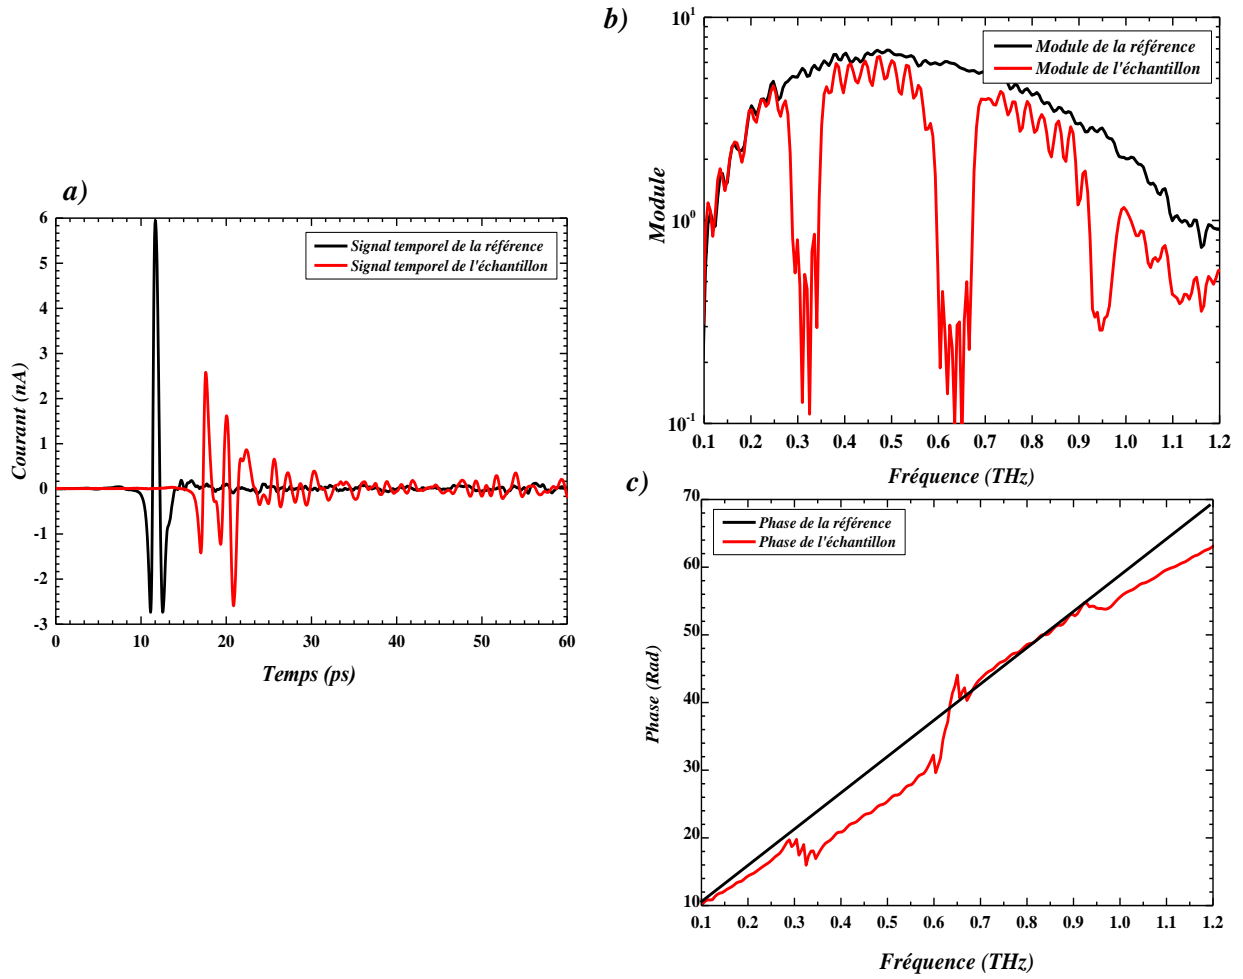 a)
Signal temporel de la référence
Signal temporel de l'échantillon
6
5
4
3
2
1
0
-1
-2
-3
0 10 20 30 40 50 60
Courant (nA)
Temps (ps)
b)
Module de la référence
Module de l'échantillon
10^1
10^0
10^-1
0.1 0.2 0.3 0.4 0.5 0.6 0.7 0.8 0.9 1.0 1.1 1.2
Module
Fréquence (THz)
c)
Phase de la référence
Phase de l'échantillon
70
60
50
40
30
20
10
0.1 0.2 0.3 0.4 0.5 0.6 0.7 0.8 0.9 1.0 1.1 1.2
Phase (Rad)
Fréquence (THz)